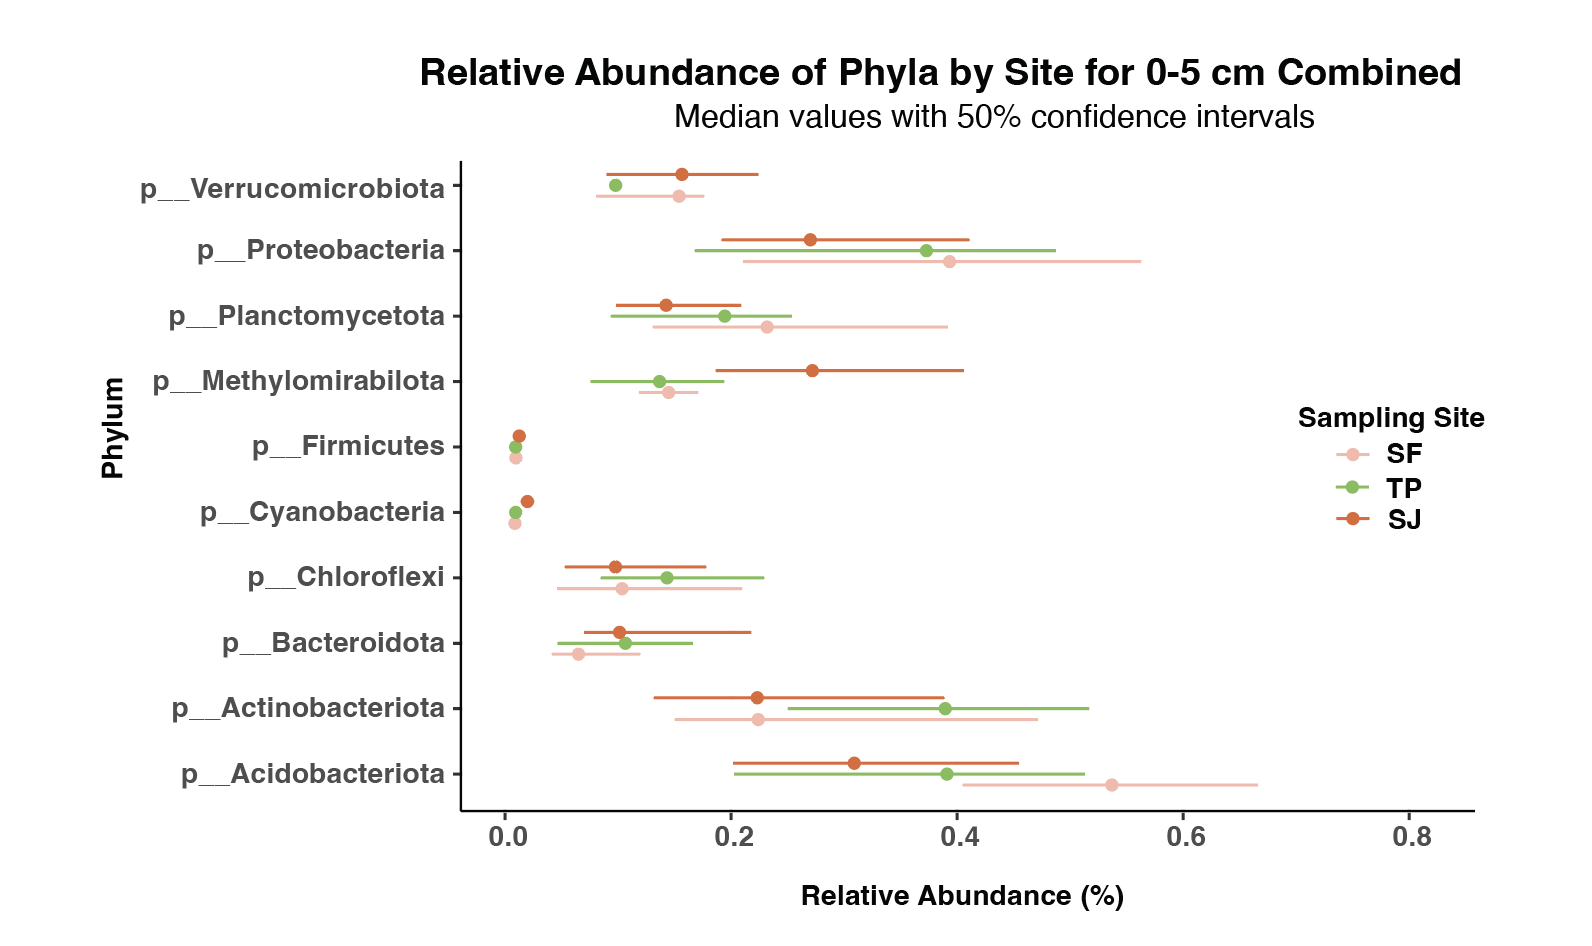 Relative Abundance of Phyla by Site for 0-5 cm Combined
Median values with 50% confidence intervals
p__Verrucomicrobiota
p__Proteobacteria
p__Planctomycetota
p__Methylomirabilota
p__Firmicutes
p__Cyanobacteria
p__Chloroflexi
p__Bacteroidota
p__Actinobacteriota
p__Acidobacteriota
Phylum
Sampling Site
SF
TP
SJ
0.0 0.2 0.4 0.6 0.8
Relative Abundance (%)